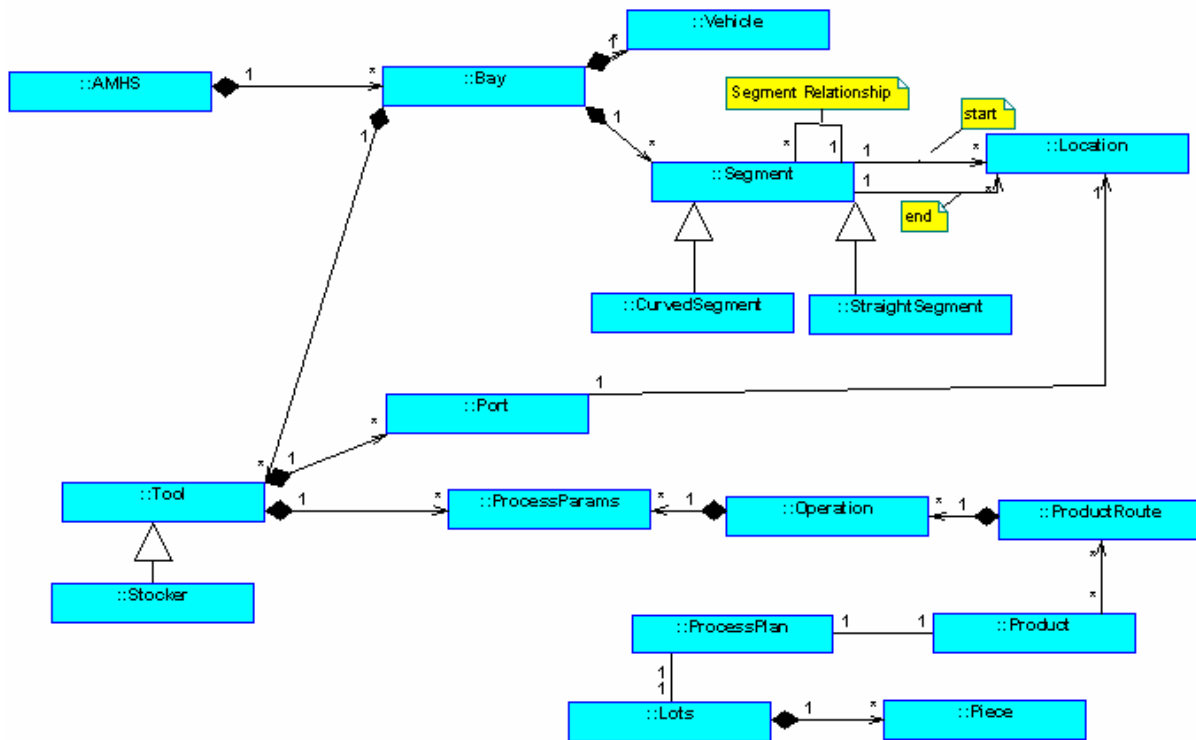 ::Vehicle
1
*
::AMHS
1
*
::Bay
1
1
*
Segment Relationship
*
1
start
1
*
::Location
::Segment
1
*
end
1
::CurvedSegment
::StraightSegment
1
::Port
*
1
*
::Tool
1
*
::ProcessParams
*
1
::Operation
*
1
::ProductRoute
*
*
::Stocker
::ProcessPlan
1
1
::Product
1
1
::Lots
1
*
::Piece